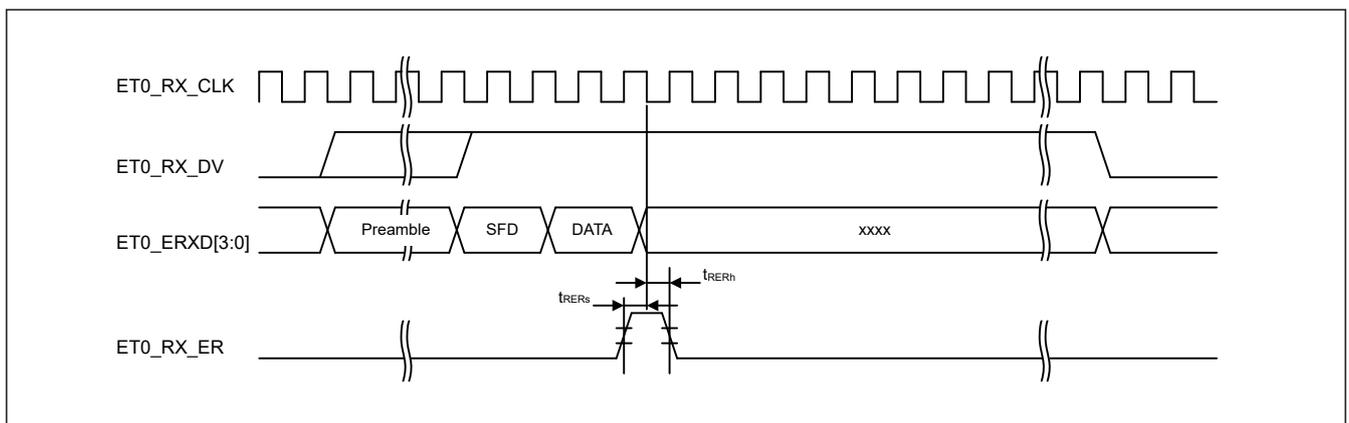 ET0_RX_CLK
ET0_RX_DV
ET0_ERXD[3:0]
Preamble
SFD
DATA
xxxx
tRERh
tRERs
ET0_RX_ER